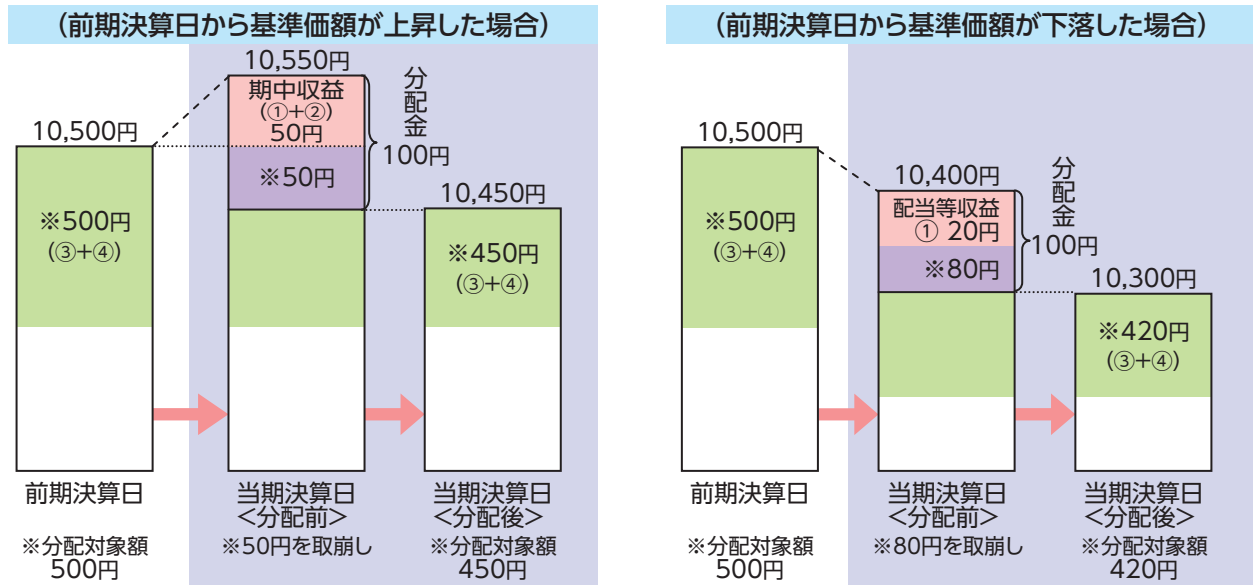 (前期決算日から基準価額が上昇した場合)
10,500円
※500円
(③+④)
10,550円
期中収益
(①+②)
50円
※50円
分配金
100円
10,450円
※450円
(③+④)
前期決算日
※分配対象額
500円
当期決算日
<分配前>
※50円を取崩し
当期決算日
<分配後>
※分配対象額
450円
(前期決算日から基準価額が下落した場合)
10,500円
※500円
(③+④)
10,400円
配当等収益
① 20円
※80円
分配金
100円
10,300円
※420円
(③+④)
前期決算日
※分配対象額
500円
当期決算日
<分配前>
※80円を取崩し
当期決算日
<分配後>
※分配対象額
420円